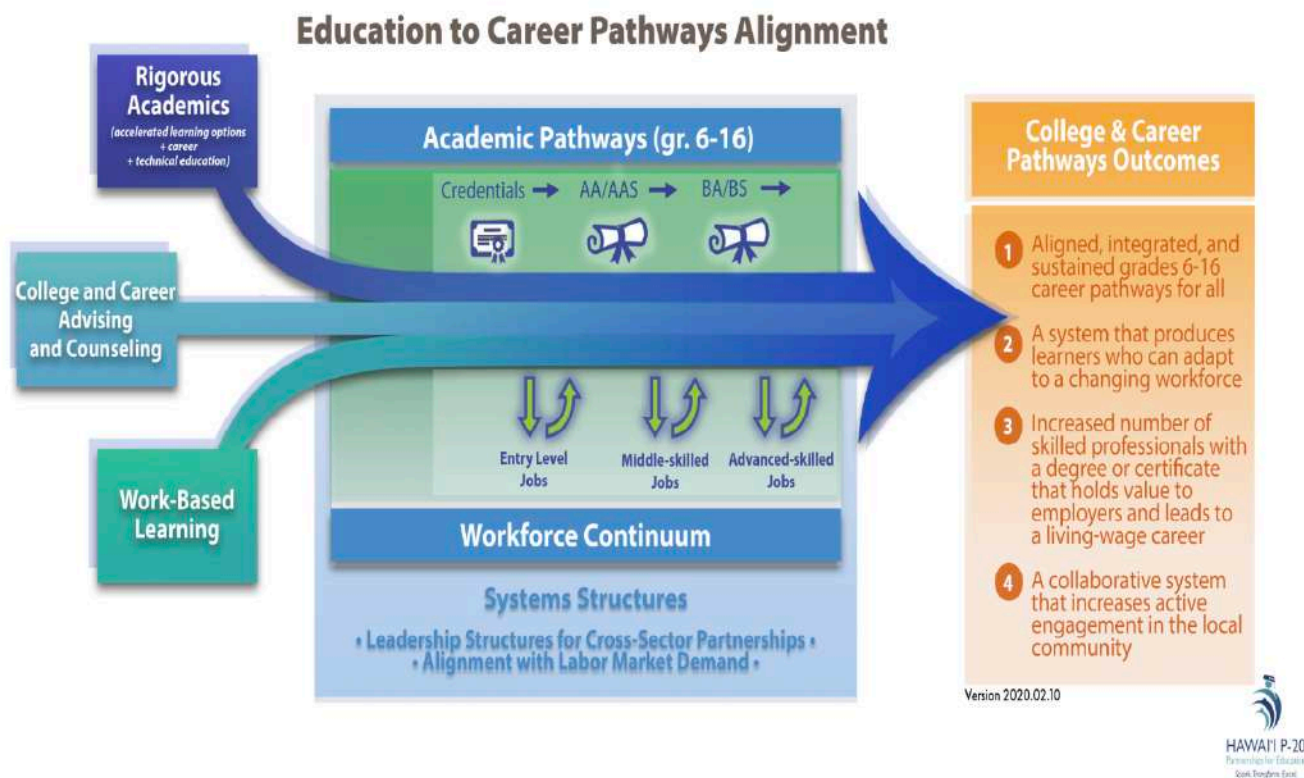 Education to Career Pathways Alignment
Rigorous
Academics
(accelerated learning options
+ career
+ technical education)
College and Career
Advising
and Counseling
Work-Based
Learning
Academic Pathways (gr. 6-16)
Credentials → AA/AAS → BA/BS →
Entry Level
Jobs
Middle-skilled
Jobs
Advanced-skilled
Jobs
Workforce Continuum
Systems Structures
• Leadership Structures for Cross-Sector Partnerships •
• Alignment with Labor Market Demand •
College & Career
Pathways Outcomes
1 Aligned, integrated, and
sustained grades 6-16
career pathways for all
2 A system that produces
learners who can adapt
to a changing workforce
3 Increased number of
skilled professionals with
a degree or certificate
that holds value to
employers and leads to
a living-wage career
4 A collaborative system
that increases active
engagement in the local
community
Version 2020.02.10
HAWAI‘I P-20
Partnerships for Education